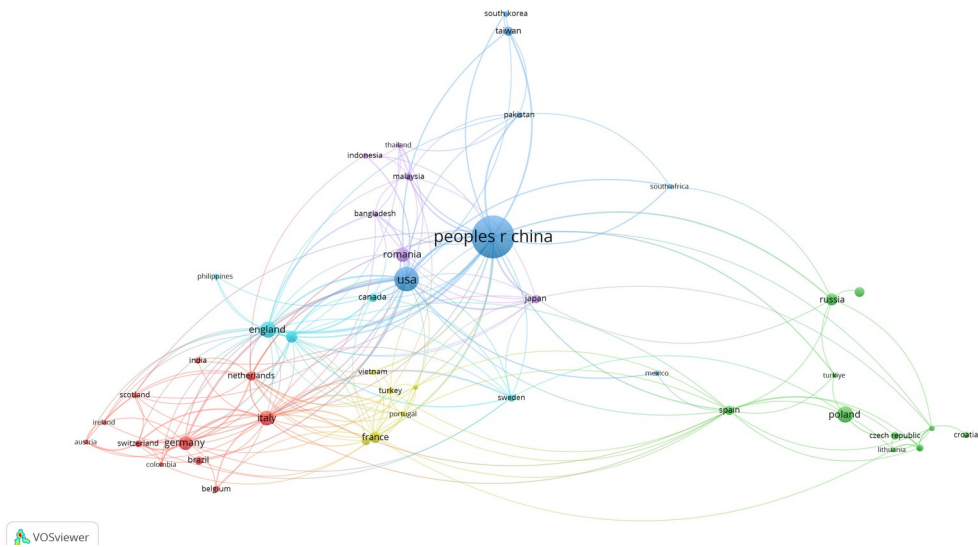 south korea
taiwan
pakistan
thailand
indonesia
malaysia
south africa
bangladesh
peoples r china
romania
philippines
usa
canada
japan
russia
england
india
netherlands
vietnam
mexico
turkiye
scotland
turkey
sweden
ireland
italy
portugal
spain
poland
austria
switzerland
germany
france
czech republic
croatia
colombia
brazil
lithuania
belgium
VOSviewer